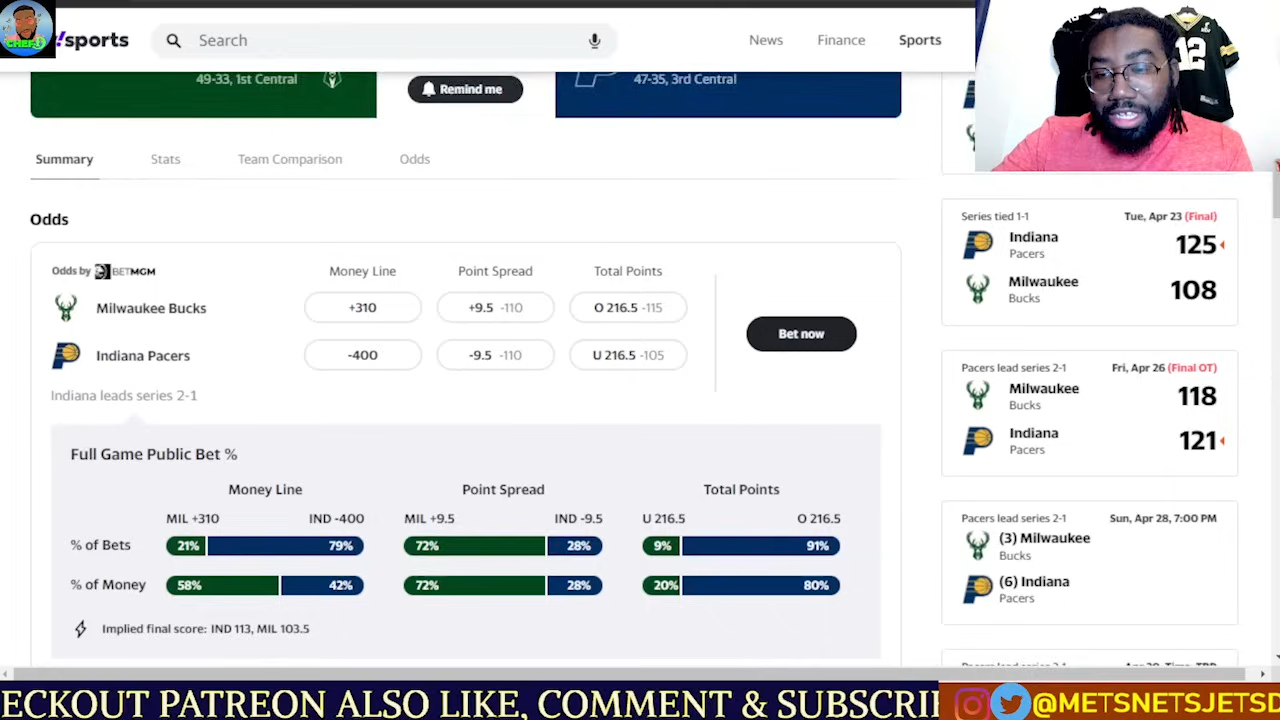 CHEF
!sports
Search
News
Finance
Sports
49-33, 1st Central
Remind me
47-35, 3rd Central
12
Summary
Stats
Team Comparison
Odds
Odds
Odds by BETMGM
Money Line
Point Spread
Total Points
Milwaukee Bucks
+310
+9.5 -110
O 216.5 -115
Indiana Pacers
-400
-9.5 -110
U 216.5 -105
Bet now
Indiana leads series 2-1
Full Game Public Bet %
Money Line
Point Spread
Total Points
MIL +310
IND -400
MIL +9.5
IND -9.5
U 216.5
O 216.5
% of Bets
21%
79%
72%
28%
9%
91%
% of Money
58%
42%
72%
28%
20%
80%
Implied final score: IND 113, MIL 103.5
Series tied 1-1
Tue, Apr 23 (Final)
Indiana
Pacers
125
Milwaukee
Bucks
108
Pacers lead series 2-1
Fri, Apr 26 (Final OT)
Milwaukee
Bucks
118
Indiana
Pacers
121
Pacers lead series 2-1
Sun, Apr 28, 7:00 PM
(3) Milwaukee
Bucks
(6) Indiana
Pacers
ECKOUT PATREON ALSO LIKE, COMMENT & SUBSCRI
@METSNETSJETSD